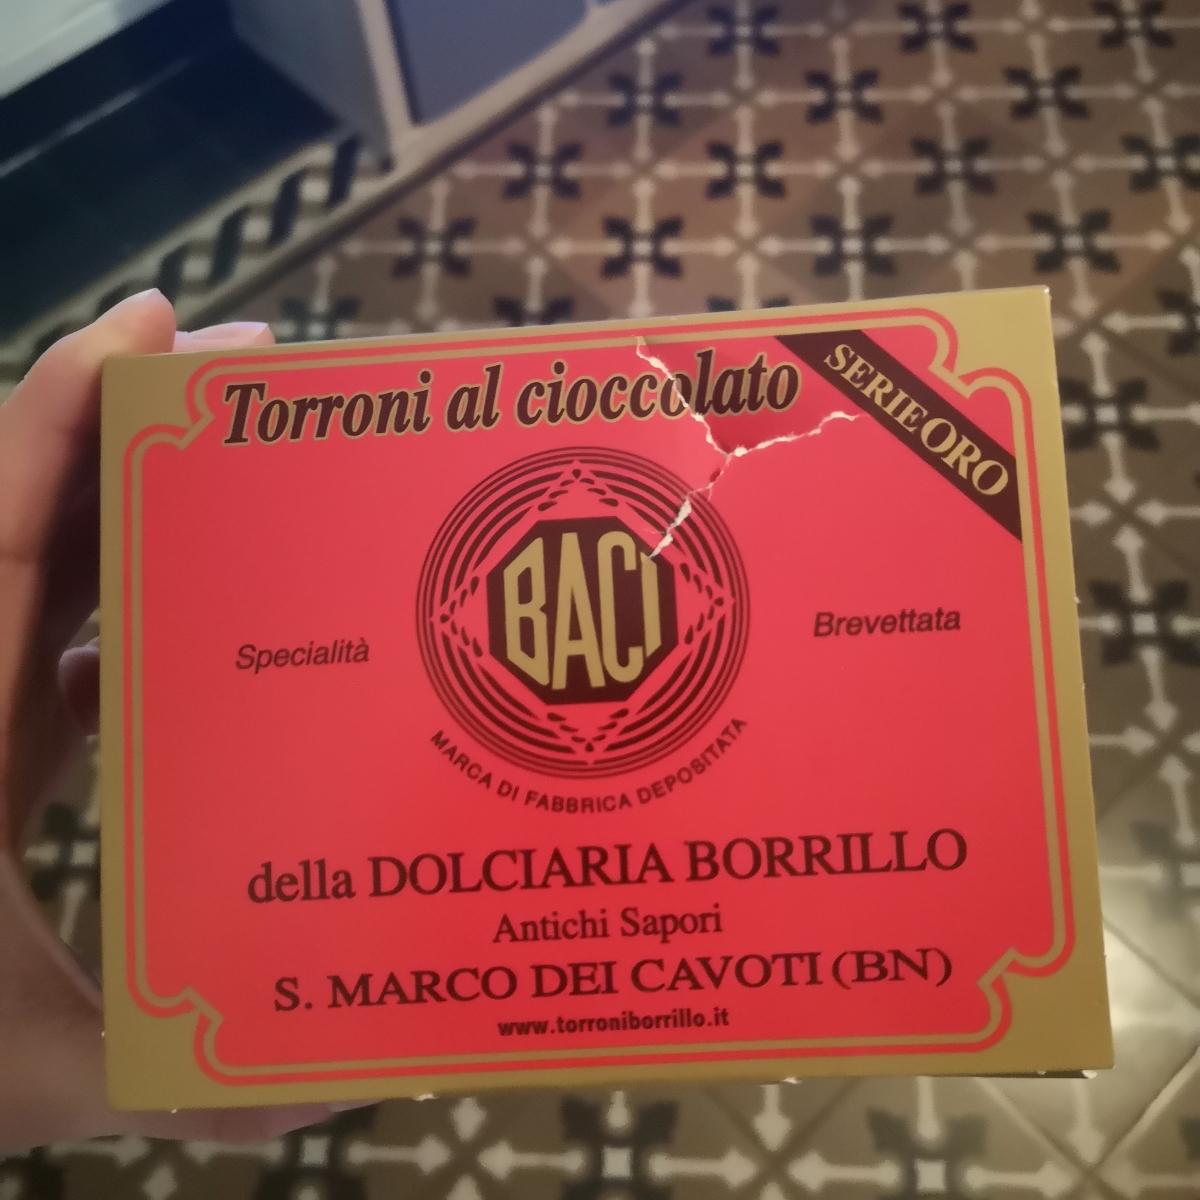 Torroni al cioccolato
SERIE ORO
BACI
Specialità
Brevettata
MARCA DI FABBRICA DEPOSITATA
della DOLCIARIA BORRILLO
Antichi Sapori
S. MARCO DEI CAVOTI (BN)
www.torroniborrillo.it